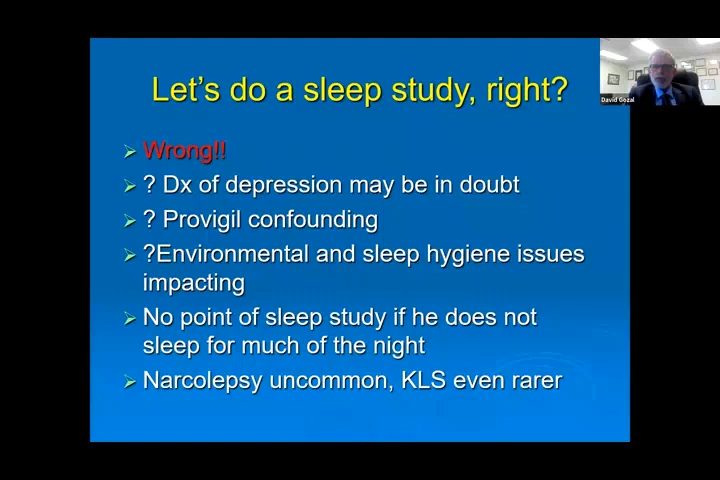 Let's do a sleep study, right?
Wrong!!
? Dx of depression may be in doubt
? Provigil confounding
?Environmental and sleep hygiene issues
impacting
No point of sleep study if he does not
sleep for much of the night
Narcolepsy uncommon, KLS even rarer
David Gozal